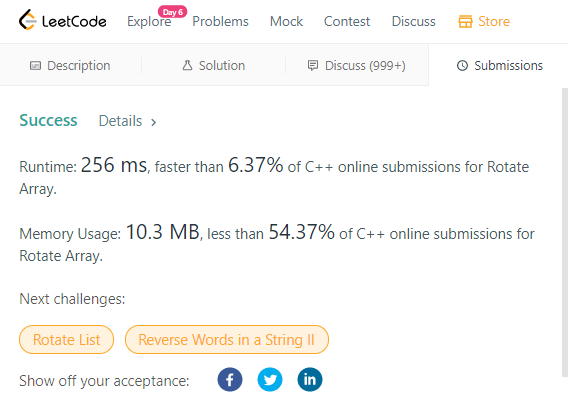 LeetCode
Day 6
Explore Problems Mock Contest Discuss Store
Description Solution Discuss (999+) Submissions
Success Details >
Runtime: 256 ms, faster than 6.37% of C++ online submissions for Rotate
Array.
Memory Usage: 10.3 MB, less than 54.37% of C++ online submissions for
Rotate Array.
Next challenges:
Rotate List Reverse Words in a String II
Show off your acceptance: